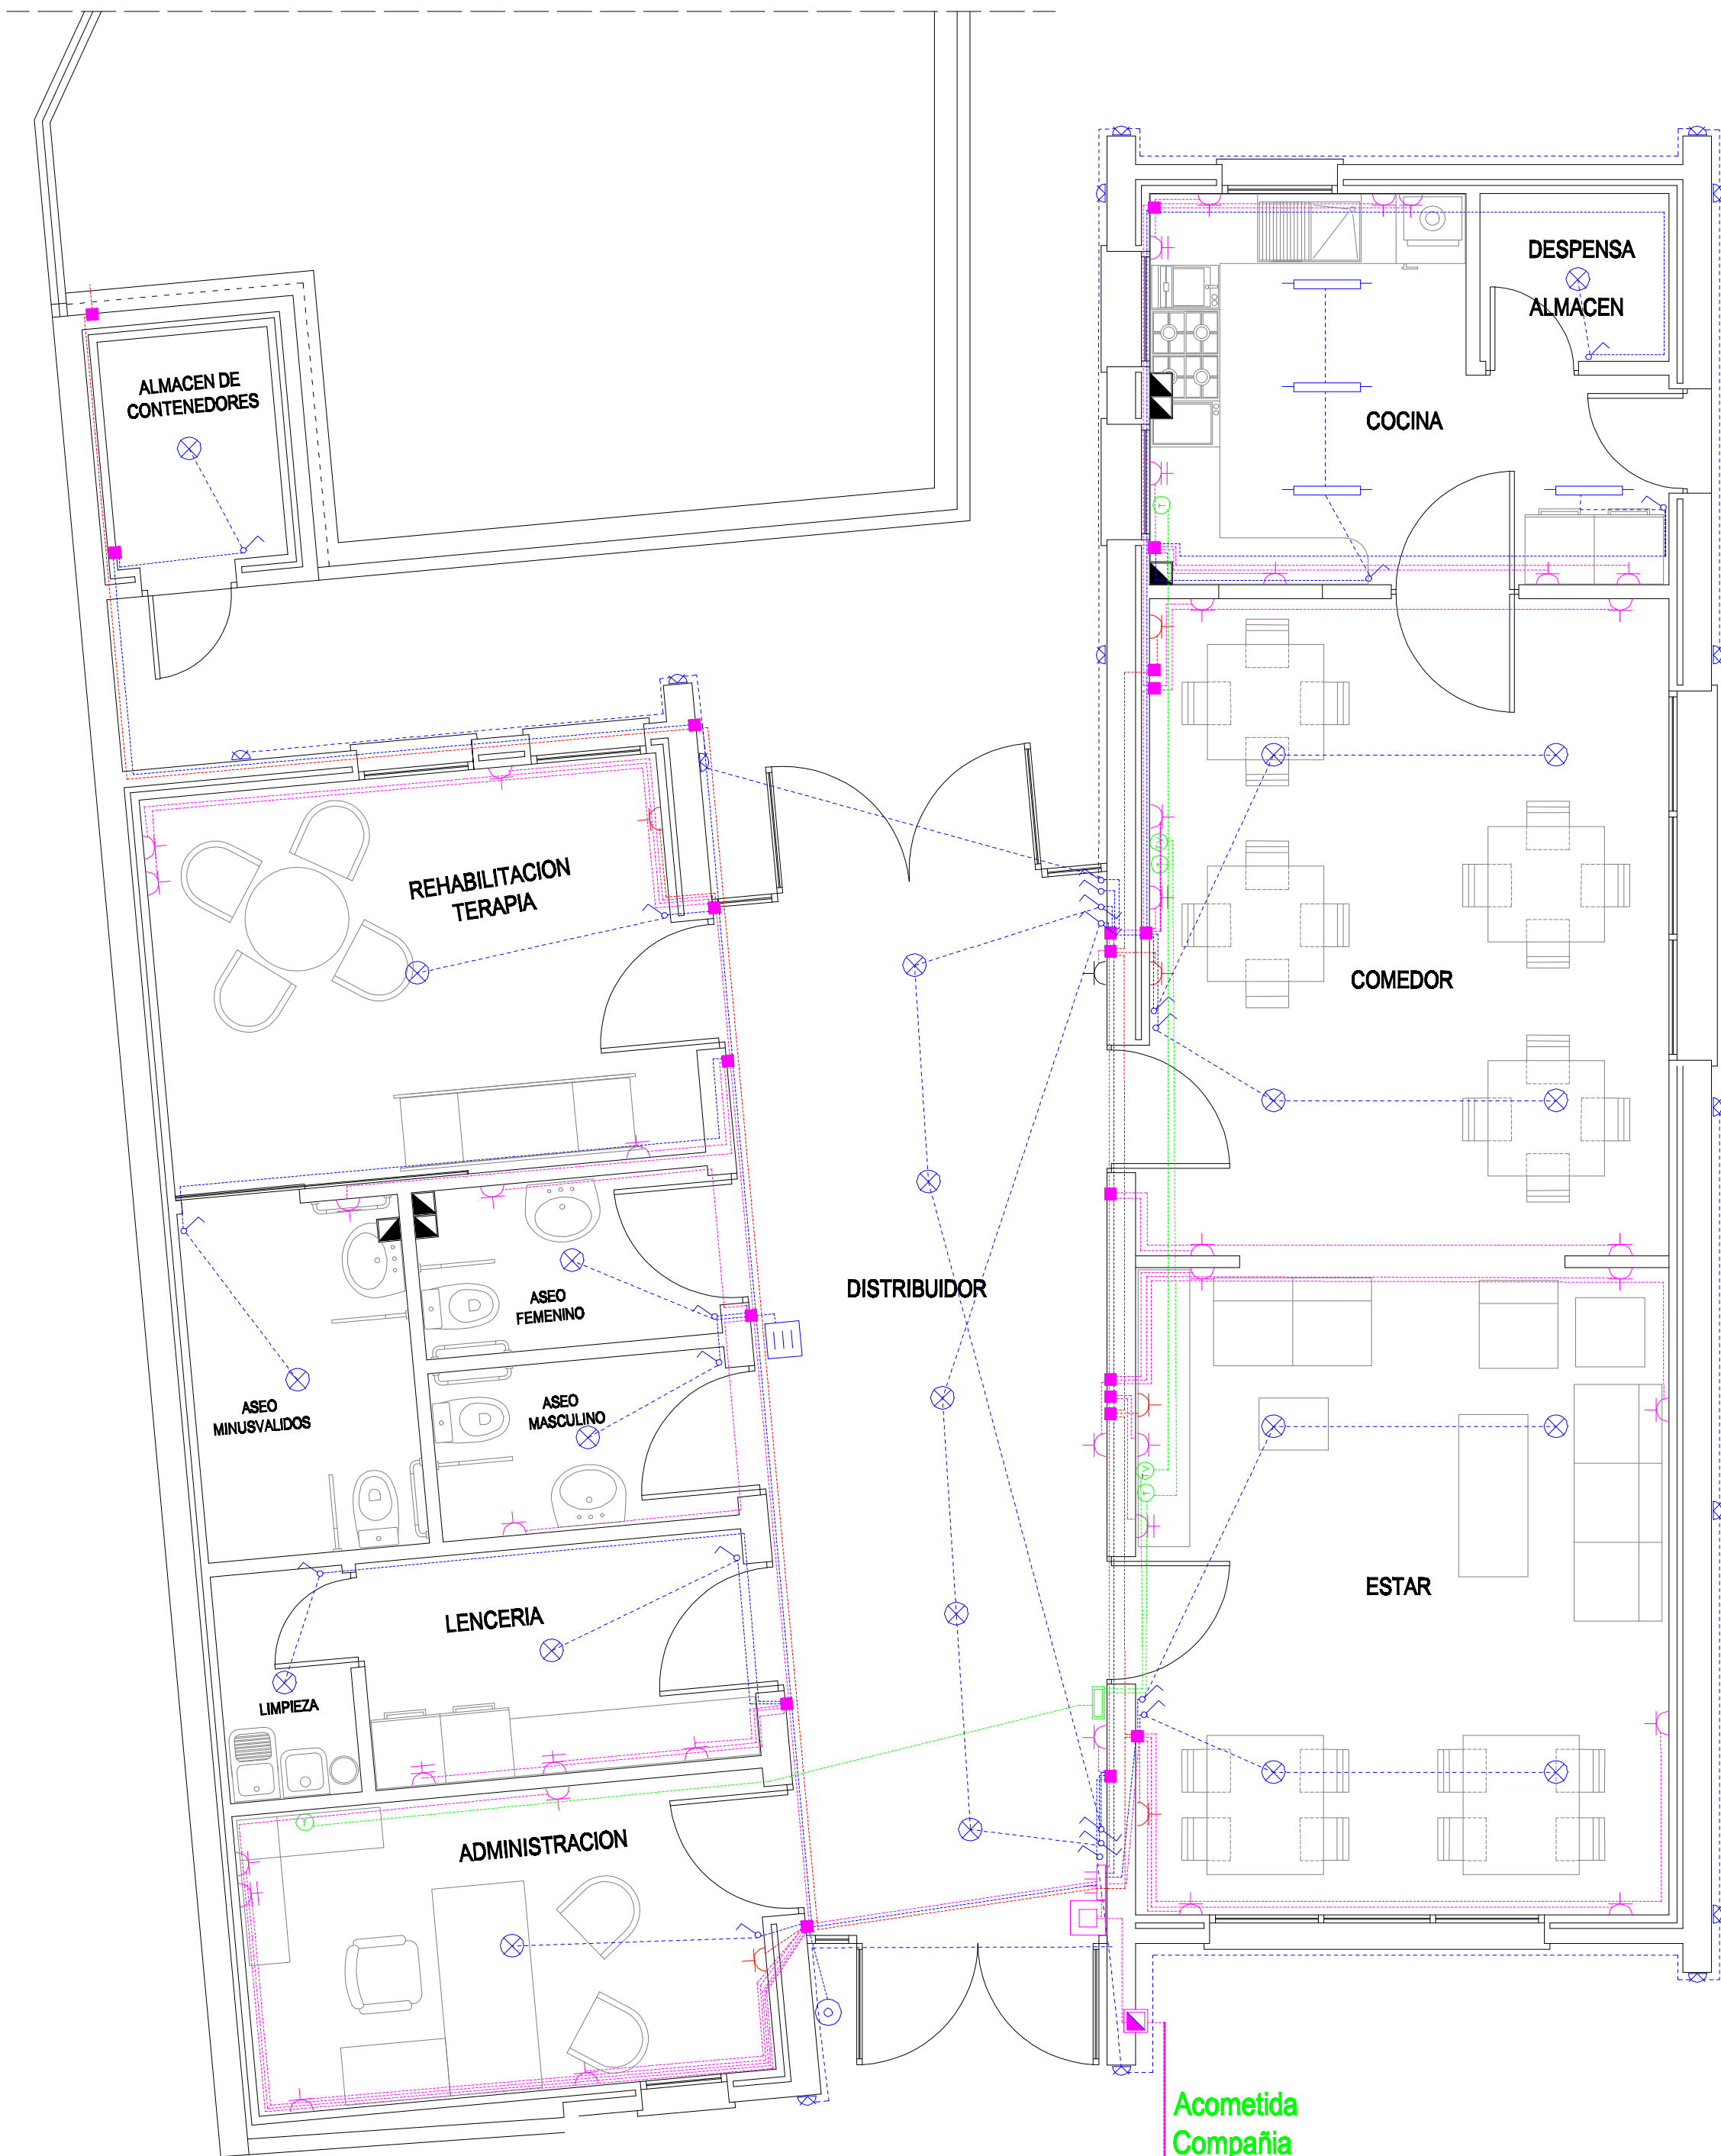 DESPENSA
ALMACEN
ALMACEN DE
CONTENEDORES
COCINA
T
REHABILITACION
TERAPIA
COMEDOR
DISTRIBUIDOR
ASEO
FEMENINO
ASEO
MINUSVALIDOS
ASEO
MASCULINO
TV
T
ESTAR
LENCERIA
LIMPIEZA
ADMINISTRACION
T
Acometida
Compañia